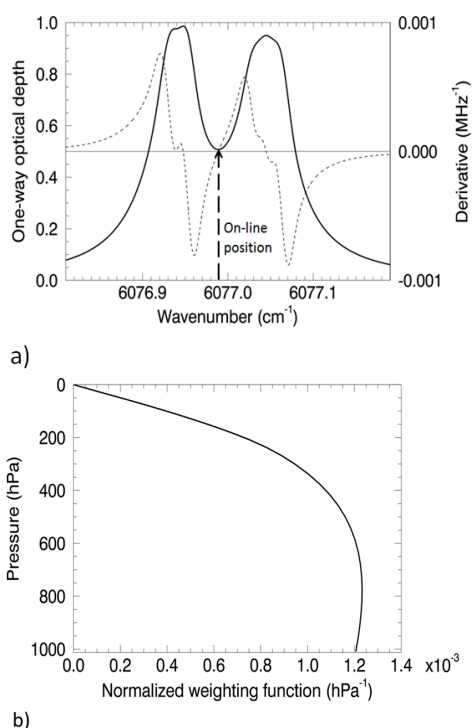 1.0
0.8
0.6
0.4
0.2
0.0
One-way optical depth
0.001
0.000
-0.001
Derivative (MHz⁻¹)
On-line
position
6076.9 6077.0 6077.1
Wavenumber (cm⁻¹)
a)
0
200
400
600
800
1000
Pressure (hPa)
0.0 0.2 0.4 0.6 0.8 1.0 1.2 1.4 x10⁻³
Normalized weighting function (hPa⁻¹)
b)